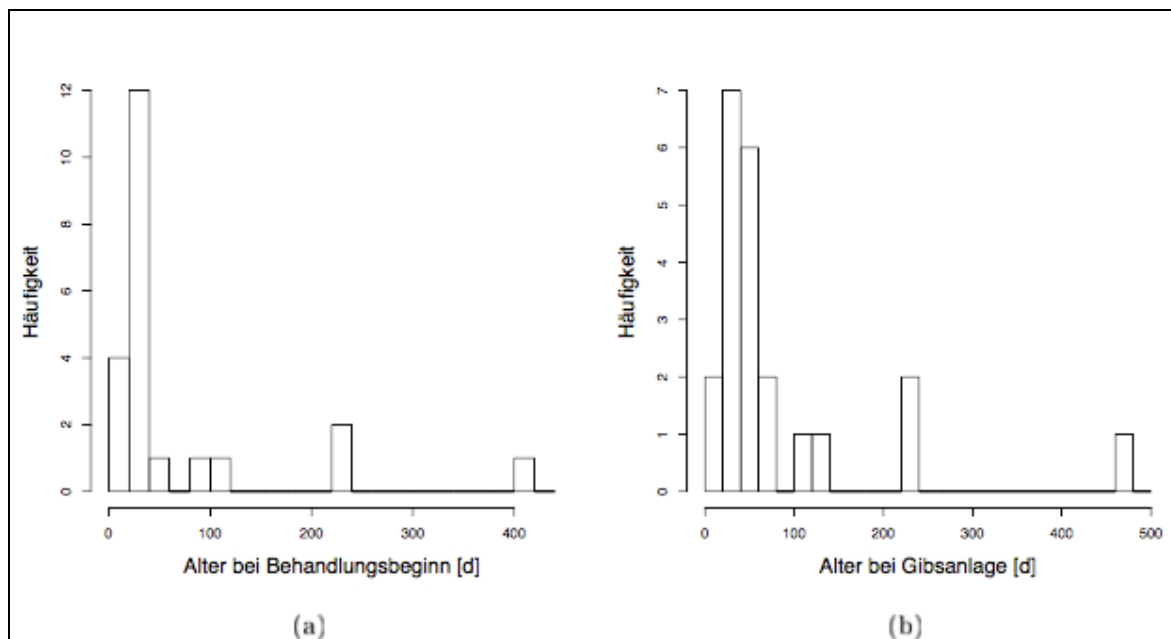 12
10
8
6
4
2
0
Häufigkeit
0 100 200 300 400
Alter bei Behandlungsbeginn [d]
(a)
7
6
5
4
3
2
1
0
Häufigkeit
0 100 200 300 400 500
Alter bei Gibsanlage [d]
(b)